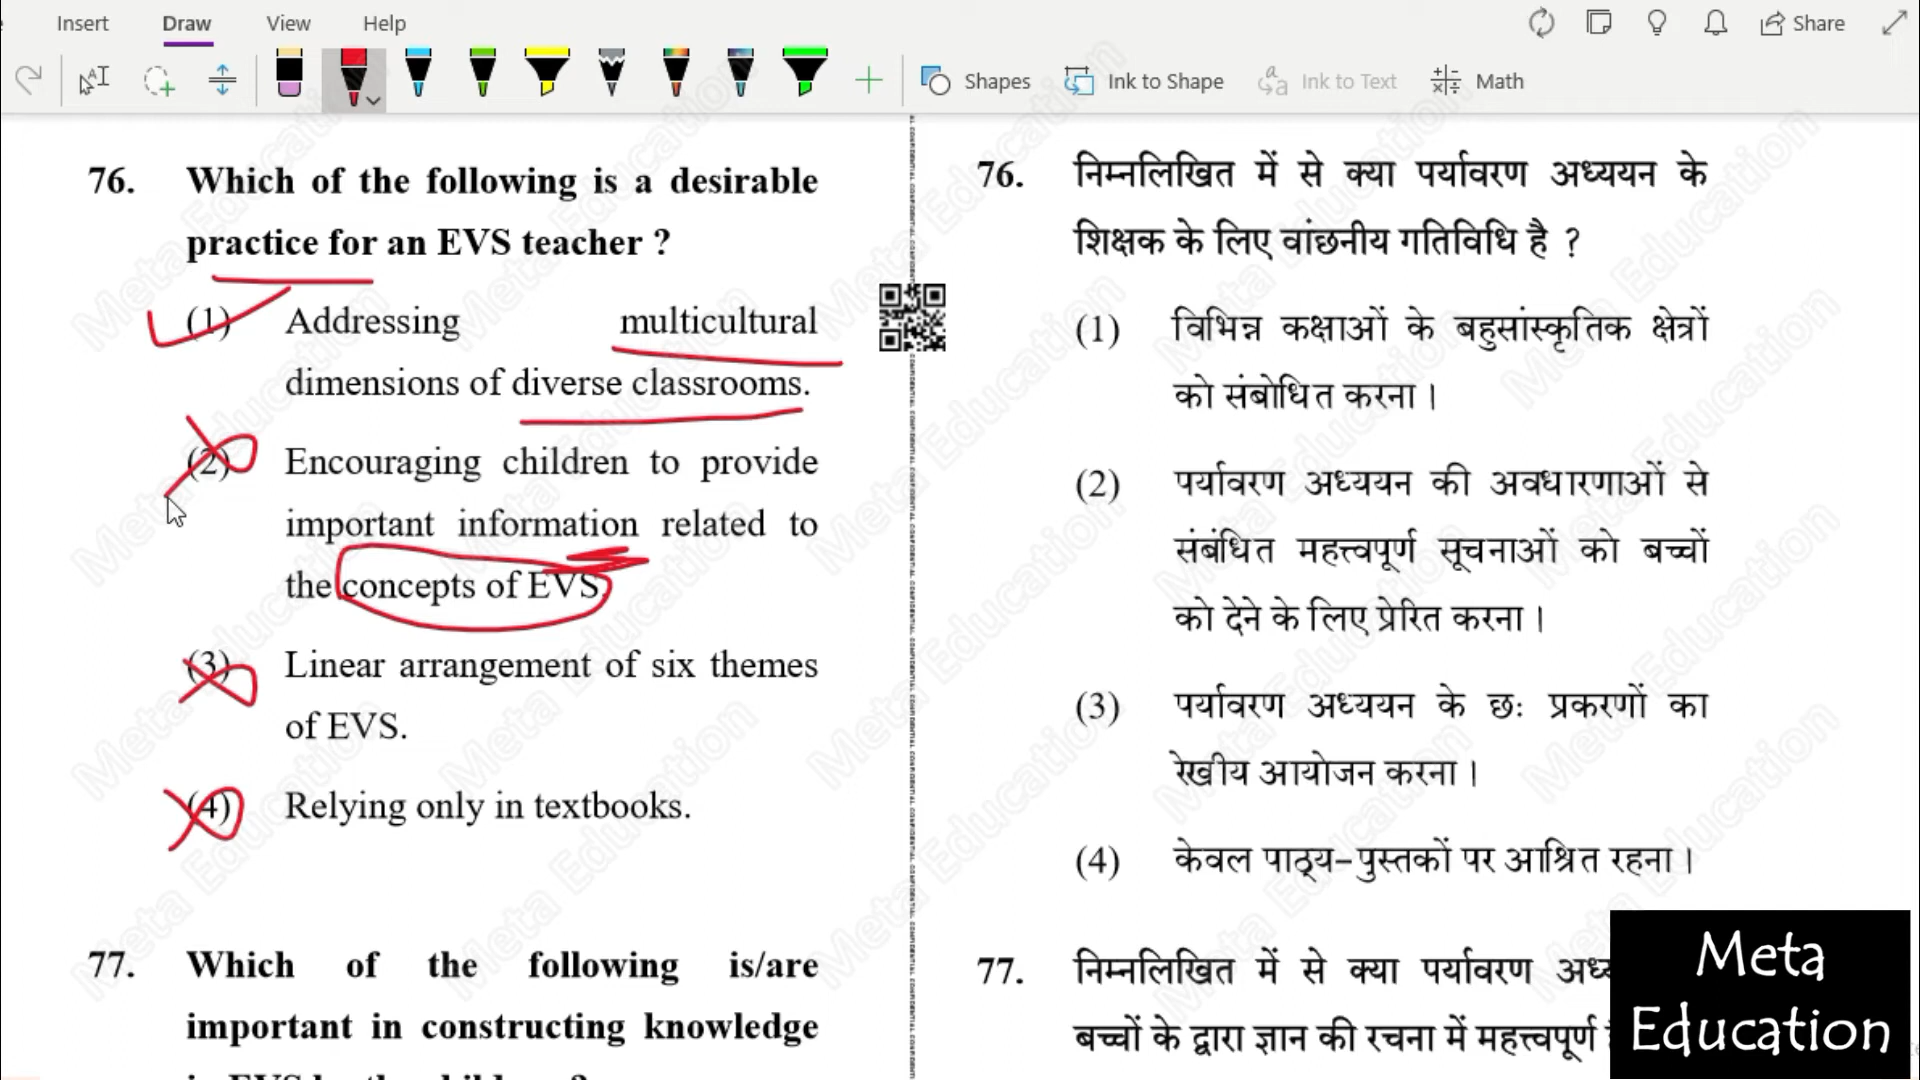 Insert Draw View Help
Share
Shapes Ink to Shape Ink to Text Math
76. Which of the following is a desirable
practice for an EVS teacher ?
(1) Addressing multicultural
dimensions of diverse classrooms.
(2) Encouraging children to provide
important information related to
the concepts of EVS.
(3) Linear arrangement of six themes
of EVS.
(4) Relying only in textbooks.
77. Which of the following is/are
important in constructing knowledge
76. निम्नलिखित में से क्या पर्यावरण अध्ययन के
शिक्षक के लिए वांछनीय गतिविधि है ?
(1) विभिन्न कक्षाओं के बहुसांस्कृतिक क्षेत्रों
को संबोधित करना ।
(2) पर्यावरण अध्ययन की अवधारणाओं से
संबंधित महत्त्वपूर्ण सूचनाओं को बच्चों
को देने के लिए प्रेरित करना ।
(3) पर्यावरण अध्ययन के छः प्रकरणों का
रेखीय आयोजन करना ।
(4) केवल पाठ्य-पुस्तकों पर आश्रित रहना ।
77. निम्नलिखित में से क्या पर्यावरण
बच्चों के द्वारा ज्ञान की रचना में महत्त्वपूर्ण
Meta
Education